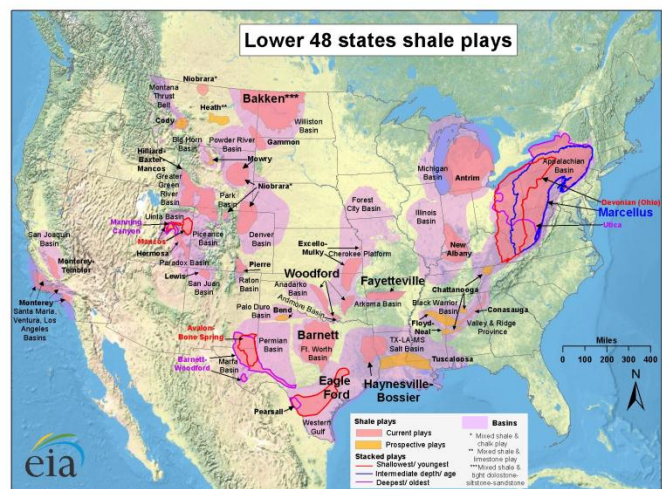 Lower 48 states shale plays
Niobrara*
Montana
Thrust
Belt
Heath**
Bakken***
Cody
Williston
Basin
Big Horn
Basin
Powder River
Basin
Gammon
Hilliard-
Baxter-
Mancos
Mowry
Greater
Green
River
Basin
Park
Basin
Niobrara*
Michigan
Basin
Antrim
Appalachian
Basin
Devonian (Ohio)
Marcellus
Utica
Forest
City Basin
Illinois
Basin
Uinta Basin
Manning
Canyon
Mancos
Piceance
Basin
Denver
Basin
San Joaquin
Basin
Monterey-
Temblor
Hermosa
Paradox Basin
Excello-
Mulky
Cherokee Platform
New
Albany
Lewis
San Juan
Basin
Pierre
Raton
Basin
Woodford
Anadarko
Basin
Fayetteville
Chattanooga
Monterey
Santa Maria,
Ventura, Los
Angeles
Basins
Palo Duro
Basin
Bend
Ardmore Basin
Arkoma Basin
Black Warrior
Basin
Conasauga
Floyd-
Neal
Valley & Ridge
Province
Avalon-
Bone Spring
Permian
Basin
Barnett
Ft. Worth
Basin
TX-LA-MS
Salt Basin
Tuscaloosa
Barnett-
Woodford
Marfa
Basin
Eagle
Ford
Haynesville-
Bossier
Pearsall
Western
Gulf
Miles
0 100 200 300 400
N
Shale plays
Current plays
Prospective plays
Stacked plays
Shallowest/ youngest
Intermediate depth/ age
Deepest/ oldest
Basins
* Mixed shale &
chalk play
** Mixed shale &
limestone play
***Mixed shale &
tight dolostone-
siltstone-sandstone
eia